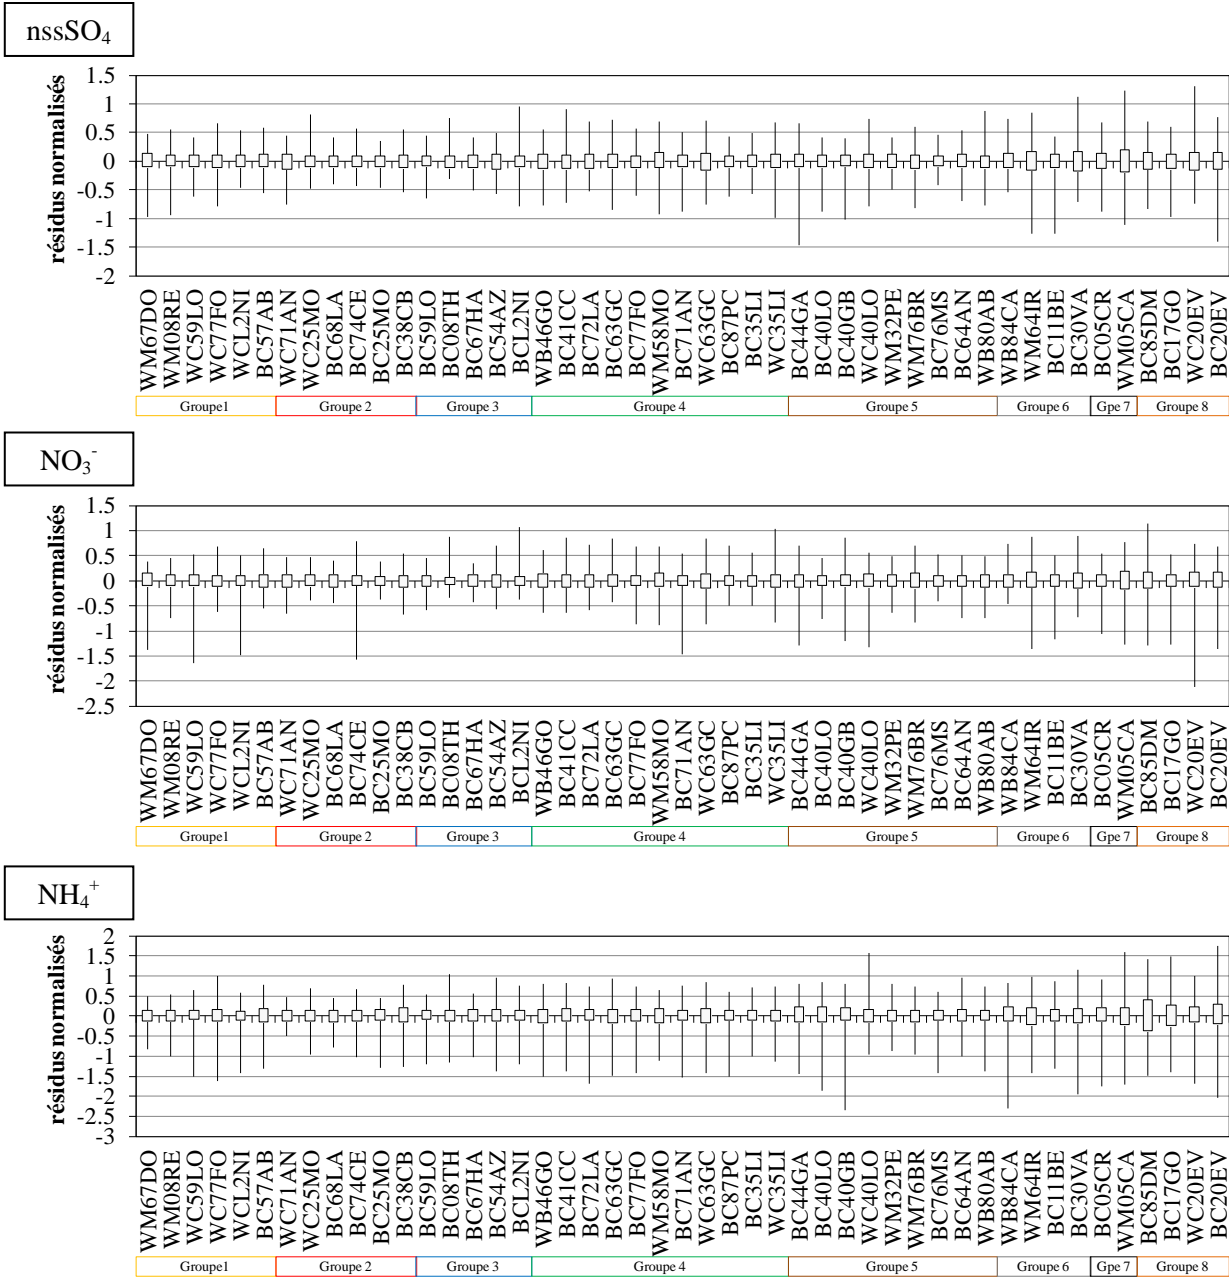 nssSO₄
résidus normalisés
1.5
1
0.5
0
-0.5
-1
-1.5
-2
WM67DO WM08RE WC59LO WC77FO WCL2NI BC57AB WC71AN WC25MO BC68LA BC74CE BC25MO BC38CB BC59LO BC08TH BC67HA BC54AZ BCL2NI WB46GO BC41CC BC72LA BC63GC BC77FO WM58MO BC71AN WC63GC BC87PC BC35LI WC35LI BC44GA BC40LO BC40GB WC40LO WM32PE WM76BR BC76MS BC64AN WB80AB WB84CA WM64IR BC11BE BC30VA BC05CR WM05CA BC85DM BC17GO WC20EV BC20EV
Groupe1 Groupe 2 Groupe 3 Groupe 4 Groupe 5 Groupe 6 Gpe 7 Groupe 8
NO₃⁻
résidus normalisés
1.5
1
0.5
0
-0.5
-1
-1.5
-2
-2.5
WM67DO WM08RE WC59LO WC77FO WCL2NI BC57AB WC71AN WC25MO BC68LA BC74CE BC25MO BC38CB BC59LO BC08TH BC67HA BC54AZ BCL2NI WB46GO BC41CC BC72LA BC63GC BC77FO WM58MO BC71AN WC63GC BC87PC BC35LI WC35LI BC44GA BC40LO BC40GB WC40LO WM32PE WM76BR BC76MS BC64AN WB80AB WB84CA WM64IR BC11BE BC30VA BC05CR WM05CA BC85DM BC17GO WC20EV BC20EV
Groupe1 Groupe 2 Groupe 3 Groupe 4 Groupe 5 Groupe 6 Gpe 7 Groupe 8
NH₄⁺
résidus normalisés
2
1.5
1
0.5
0
-0.5
-1
-1.5
-2
-2.5
-3
WM67DO WM08RE WC59LO WC77FO WCL2NI BC57AB WC71AN WC25MO BC68LA BC74CE BC25MO BC38CB BC59LO BC08TH BC67HA BC54AZ BCL2NI WB46GO BC41CC BC72LA BC63GC BC77FO WM58MO BC71AN WC63GC BC87PC BC35LI WC35LI BC44GA BC40LO BC40GB WC40LO WM32PE WM76BR BC76MS BC64AN WB80AB WB84CA WM64IR BC11BE BC30VA BC05CR WM05CA BC85DM BC17GO WC20EV BC20EV
Groupe1 Groupe 2 Groupe 3 Groupe 4 Groupe 5 Groupe 6 Gpe 7 Groupe 8